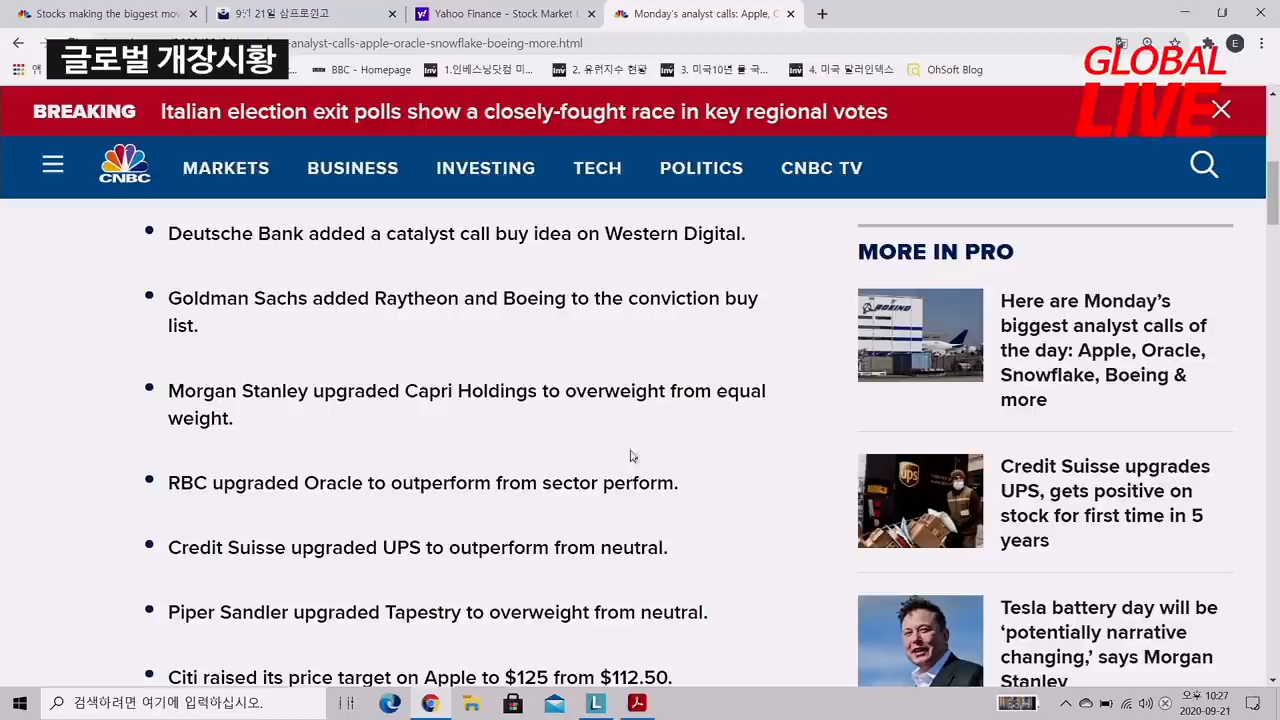 Stocks making the biggest mov
9월 21일 삼프로윈고
Yahoo Finance - Stock Market L
Monday's analyst calls: Apple, O
글로벌 개장시황
-analyst-calls-apple-oracle-snowflake-boeing-more.html
E
BBC - Homepage
1.인베스팅닷컴 미...
2. 유뤼지수 현황
3. 미국10년 률 국...
4. 미국 달러인덱스
OhSoft Blog
GLOBAL
LIVE
BREAKING Italian election exit polls show a closely-fought race in key regional votes
CNBC
MARKETS BUSINESS INVESTING TECH POLITICS CNBC TV
Deutsche Bank added a catalyst call buy idea on Western Digital.
Goldman Sachs added Raytheon and Boeing to the conviction buy
list.
Morgan Stanley upgraded Capri Holdings to overweight from equal
weight.
RBC upgraded Oracle to outperform from sector perform.
Credit Suisse upgraded UPS to outperform from neutral.
Piper Sandler upgraded Tapestry to overweight from neutral.
Citi raised its price target on Apple to $125 from $112.50.
MORE IN PRO
BOEING
Here are Monday's
biggest analyst calls of
the day: Apple, Oracle,
Snowflake, Boeing &
more
ups
Credit Suisse upgrades
UPS, gets positive on
stock for first time in 5
years
Tesla battery day will be
‘potentially narrative
changing,’ says Morgan
Stanley
검색하려면 여기에 입력하십시오.
오후 10:27
2020-09-21